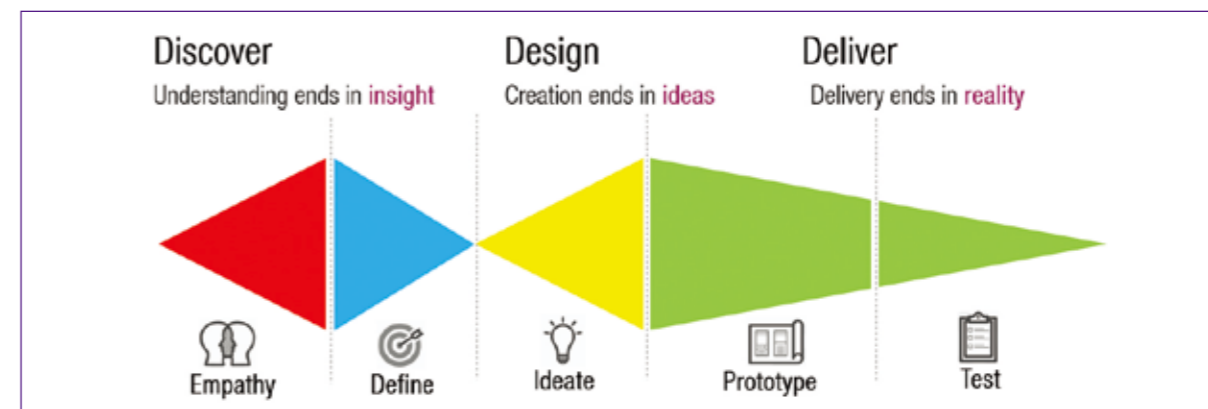 Discover
Understanding ends in insight
Design
Creation ends in ideas
Deliver
Delivery ends in reality
Empathy
Define
Ideate
Prototype
Test